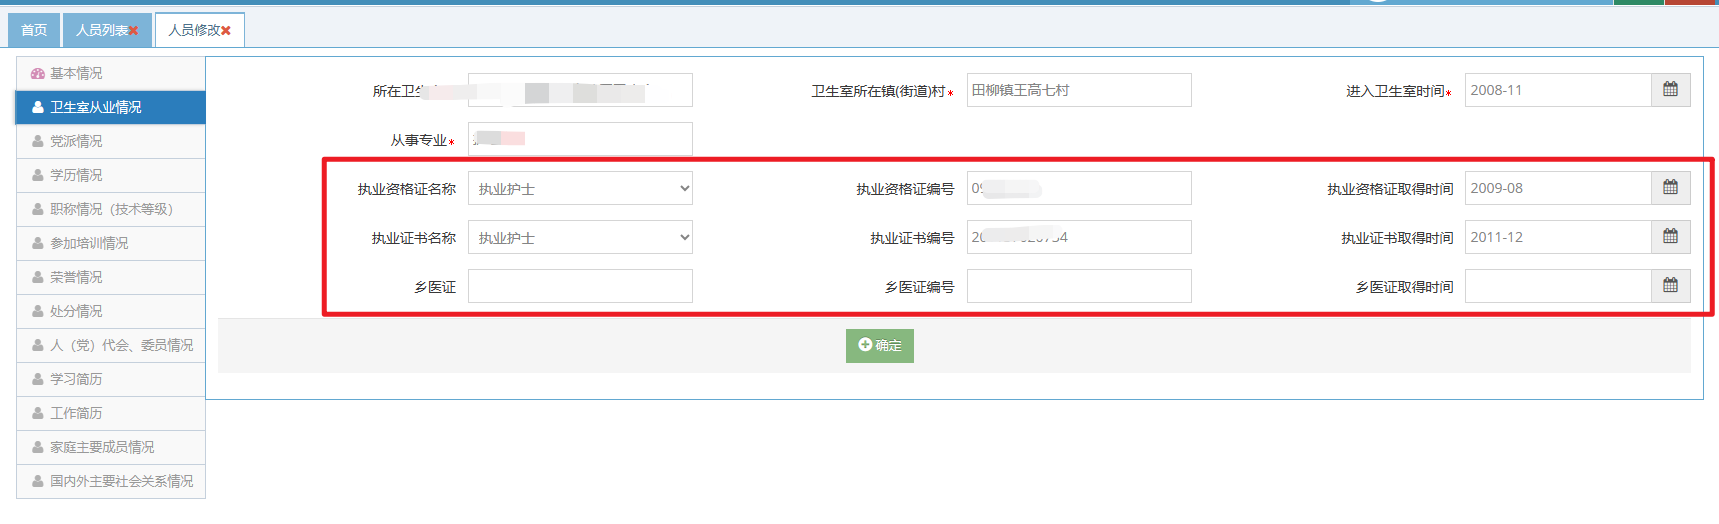 首页 人员列表 人员修改
基本情况
卫生室从业情况
党派情况
学历情况
职称情况（技术等级）
参加培训情况
荣誉情况
处分情况
人（党）代会、委员情况
学习简历
工作简历
家庭主要成员情况
国内外主要社会关系情况
所在卫生 卫生室所在镇(街道)村* 田柳镇王高七村 进入卫生室时间* 2008-11
从事专业*
执业资格证名称 执业护士 执业资格证编号 09 执业资格证取得时间 2009-08
执业证书名称 执业护士 执业证书编号 执业证书取得时间 2011-12
乡医证 乡医证编号 乡医证取得时间
确定